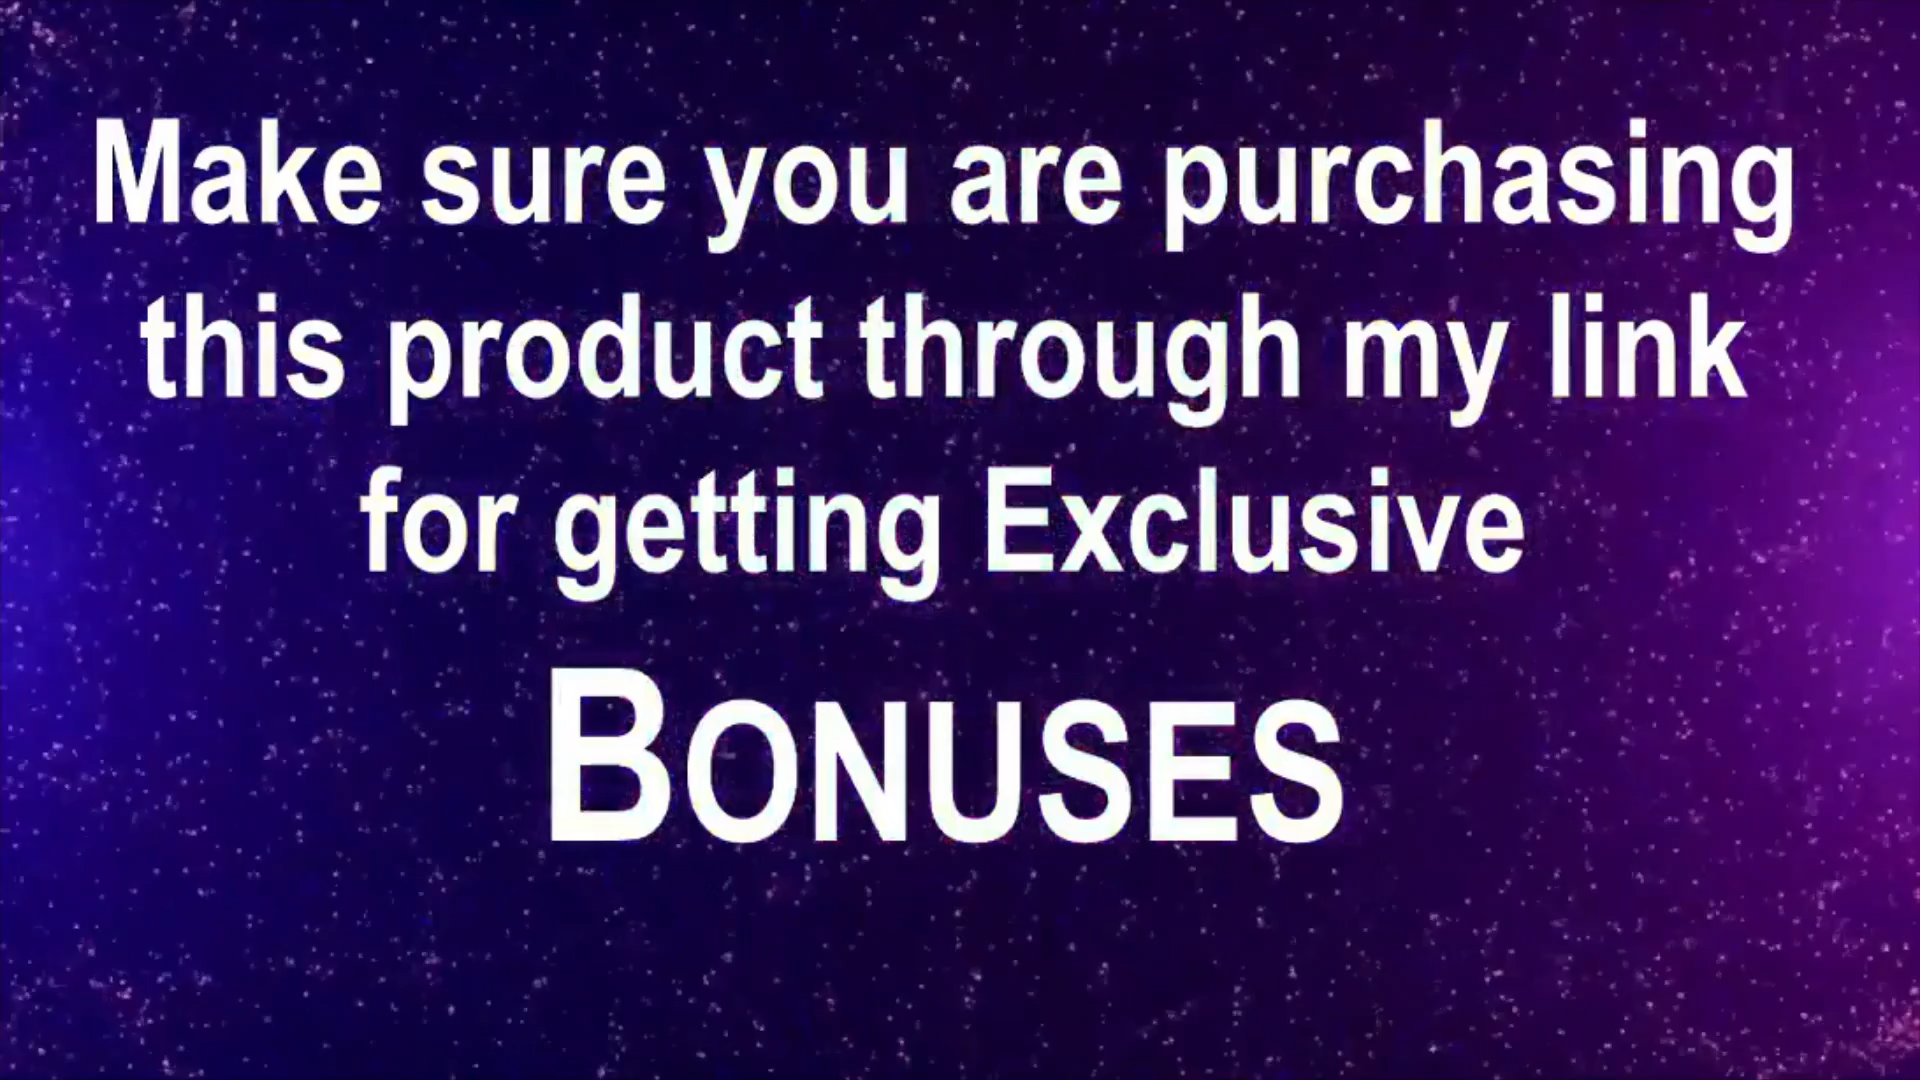 Make sure you are purchasing
this product through my link
for getting Exclusive
BONUSES